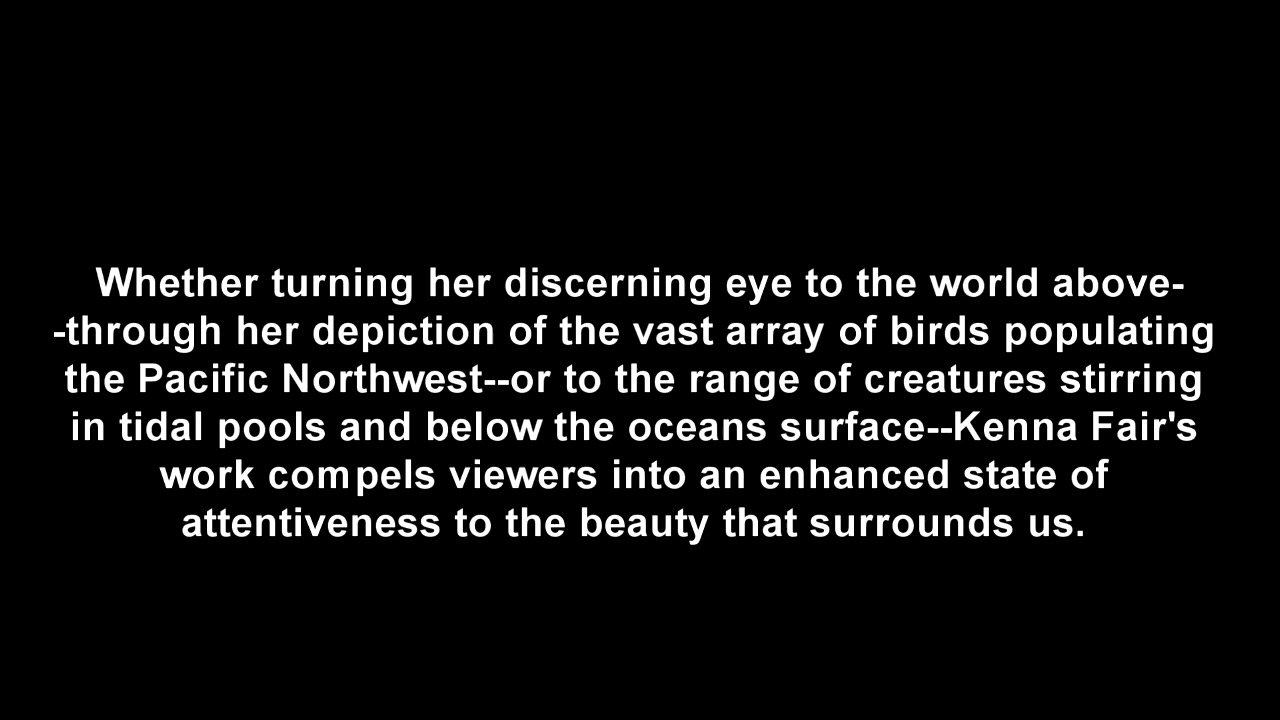 Whether turning her discerning eye to the world above-
-through her depiction of the vast array of birds populating
the Pacific Northwest--or to the range of creatures stirring
in tidal pools and below the oceans surface--Kenna Fair's
work compels viewers into an enhanced state of
attentiveness to the beauty that surrounds us.